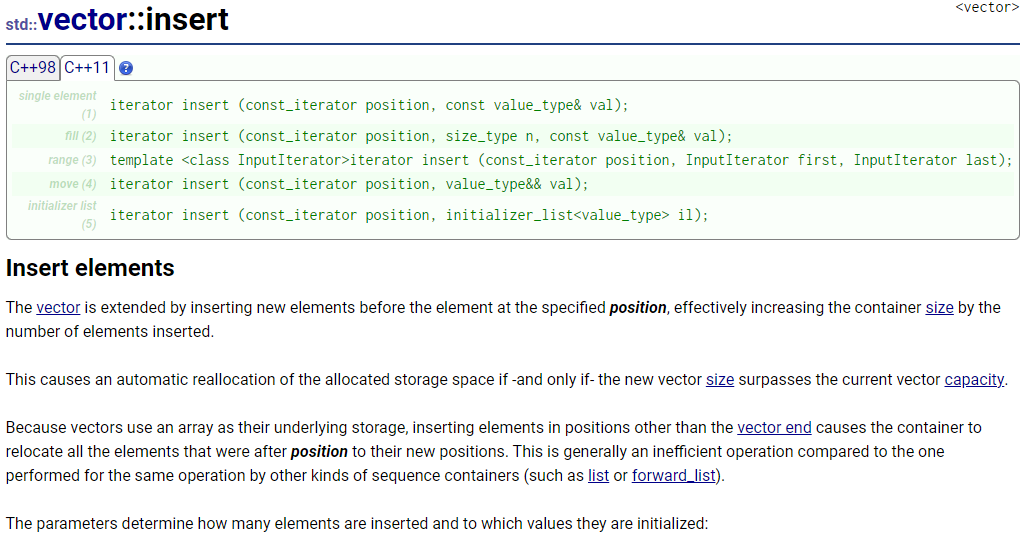 <vector>
std::vector::insert
C++98 C++11 ?
single element
(1)
iterator insert (const_iterator position, const value_type& val);
fill (2) iterator insert (const_iterator position, size_type n, const value_type& val);
range (3) template <class InputIterator>iterator insert (const_iterator position, InputIterator first, InputIterator last);
move (4) iterator insert (const_iterator position, value_type&& val);
initializer list
(5)
iterator insert (const_iterator position, initializer_list<value_type> il);
Insert elements
The vector is extended by inserting new elements before the element at the specified position, effectively increasing the container size by the
number of elements inserted.
This causes an automatic reallocation of the allocated storage space if -and only if- the new vector size surpasses the current vector capacity.
Because vectors use an array as their underlying storage, inserting elements in positions other than the vector end causes the container to
relocate all the elements that were after position to their new positions. This is generally an inefficient operation compared to the one
performed for the same operation by other kinds of sequence containers (such as list or forward_list).
The parameters determine how many elements are inserted and to which values they are initialized: